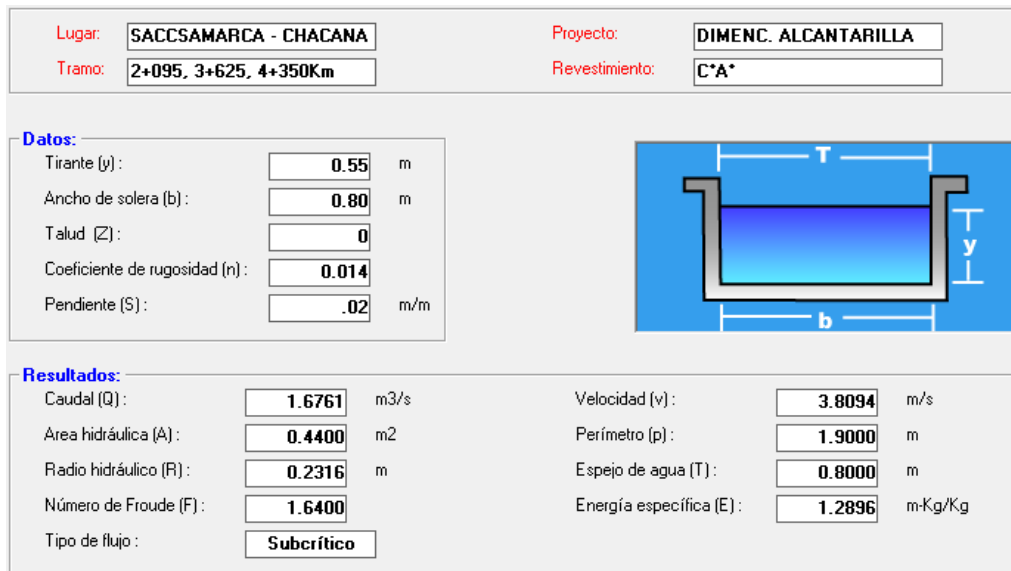 Lugar: SACCSAMARCA - CHACANA Proyecto: DIMENC. ALCANTARILLA
Tramo: 2+095, 3+625, 4+350Km Revestimiento: C*A*
Datos:
Tirante (y) : 0.55 m
Ancho de solera (b) : 0.80 m
Talud (Z) : 0
Coeficiente de rugosidad (n) : 0.014
Pendiente (S) : .02 m/m
T
y
b
Resultados:
Caudal (Q) : 1.6761 m3/s Velocidad (v) : 3.8094 m/s
Area hidráulica (A) : 0.4400 m2 Perímetro (p) : 1.9000 m
Radio hidráulico (R) : 0.2316 m Espejo de agua (T) : 0.8000 m
Número de Froude (F) : 1.6400 Energía específica (E) : 1.2896 m-Kg/Kg
Tipo de flujo : Subcrítico